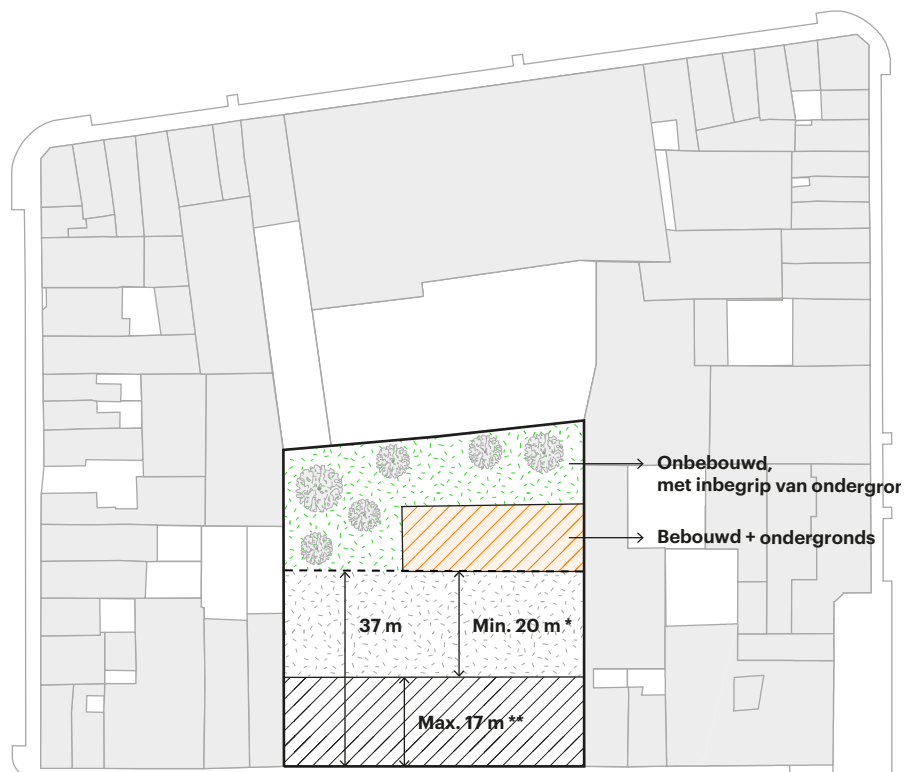 Onbebouwd,
met inbegrip van ondergron
Bebouwd + ondergronds
37 m
Min. 20 m *
Max. 17 m **